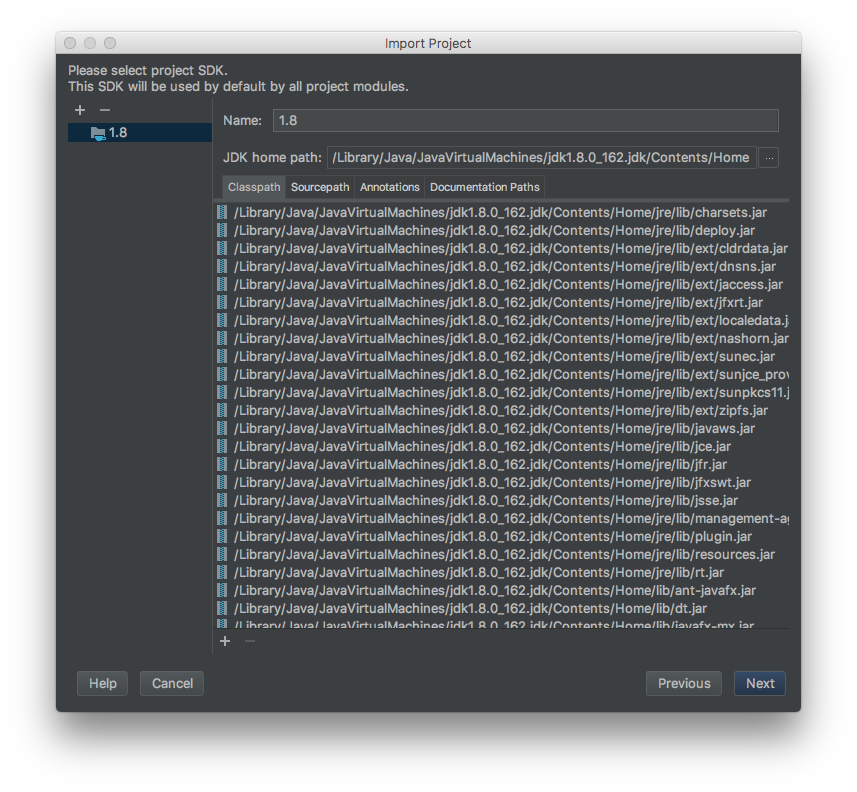 Import Project
Please select project SDK.
This SDK will be used by default by all project modules.
1.8
Name: 1.8
JDK home path: /Library/Java/JavaVirtualMachines/jdk1.8.0_162.jdk/Contents/Home ...
Classpath Sourcepath Annotations Documentation Paths
/Library/Java/JavaVirtualMachines/jdk1.8.0_162.jdk/Contents/Home/jre/lib/charsets.jar
/Library/Java/JavaVirtualMachines/jdk1.8.0_162.jdk/Contents/Home/jre/lib/deploy.jar
/Library/Java/JavaVirtualMachines/jdk1.8.0_162.jdk/Contents/Home/jre/lib/ext/cldrdata.jar
/Library/Java/JavaVirtualMachines/jdk1.8.0_162.jdk/Contents/Home/jre/lib/ext/dnsns.jar
/Library/Java/JavaVirtualMachines/jdk1.8.0_162.jdk/Contents/Home/jre/lib/ext/jaccess.jar
/Library/Java/JavaVirtualMachines/jdk1.8.0_162.jdk/Contents/Home/jre/lib/ext/jfxrt.jar
/Library/Java/JavaVirtualMachines/jdk1.8.0_162.jdk/Contents/Home/jre/lib/ext/localedata.ja
/Library/Java/JavaVirtualMachines/jdk1.8.0_162.jdk/Contents/Home/jre/lib/ext/nashorn.jar
/Library/Java/JavaVirtualMachines/jdk1.8.0_162.jdk/Contents/Home/jre/lib/ext/sunec.jar
/Library/Java/JavaVirtualMachines/jdk1.8.0_162.jdk/Contents/Home/jre/lib/ext/sunjce_prov
/Library/Java/JavaVirtualMachines/jdk1.8.0_162.jdk/Contents/Home/jre/lib/ext/sunpkcs11.j
/Library/Java/JavaVirtualMachines/jdk1.8.0_162.jdk/Contents/Home/jre/lib/ext/zipfs.jar
/Library/Java/JavaVirtualMachines/jdk1.8.0_162.jdk/Contents/Home/jre/lib/javaws.jar
/Library/Java/JavaVirtualMachines/jdk1.8.0_162.jdk/Contents/Home/jre/lib/jce.jar
/Library/Java/JavaVirtualMachines/jdk1.8.0_162.jdk/Contents/Home/jre/lib/jfr.jar
/Library/Java/JavaVirtualMachines/jdk1.8.0_162.jdk/Contents/Home/jre/lib/jfxswt.jar
/Library/Java/JavaVirtualMachines/jdk1.8.0_162.jdk/Contents/Home/jre/lib/jsse.jar
/Library/Java/JavaVirtualMachines/jdk1.8.0_162.jdk/Contents/Home/jre/lib/management-ag
/Library/Java/JavaVirtualMachines/jdk1.8.0_162.jdk/Contents/Home/jre/lib/plugin.jar
/Library/Java/JavaVirtualMachines/jdk1.8.0_162.jdk/Contents/Home/jre/lib/resources.jar
/Library/Java/JavaVirtualMachines/jdk1.8.0_162.jdk/Contents/Home/jre/lib/rt.jar
/Library/Java/JavaVirtualMachines/jdk1.8.0_162.jdk/Contents/Home/lib/ant-javafx.jar
/Library/Java/JavaVirtualMachines/jdk1.8.0_162.jdk/Contents/Home/lib/dt.jar
/Library/Java/JavaVirtualMachines/jdk1.8.0_162.jdk/Contents/Home/lib/javafx-mx.jar
Help Cancel Previous Next